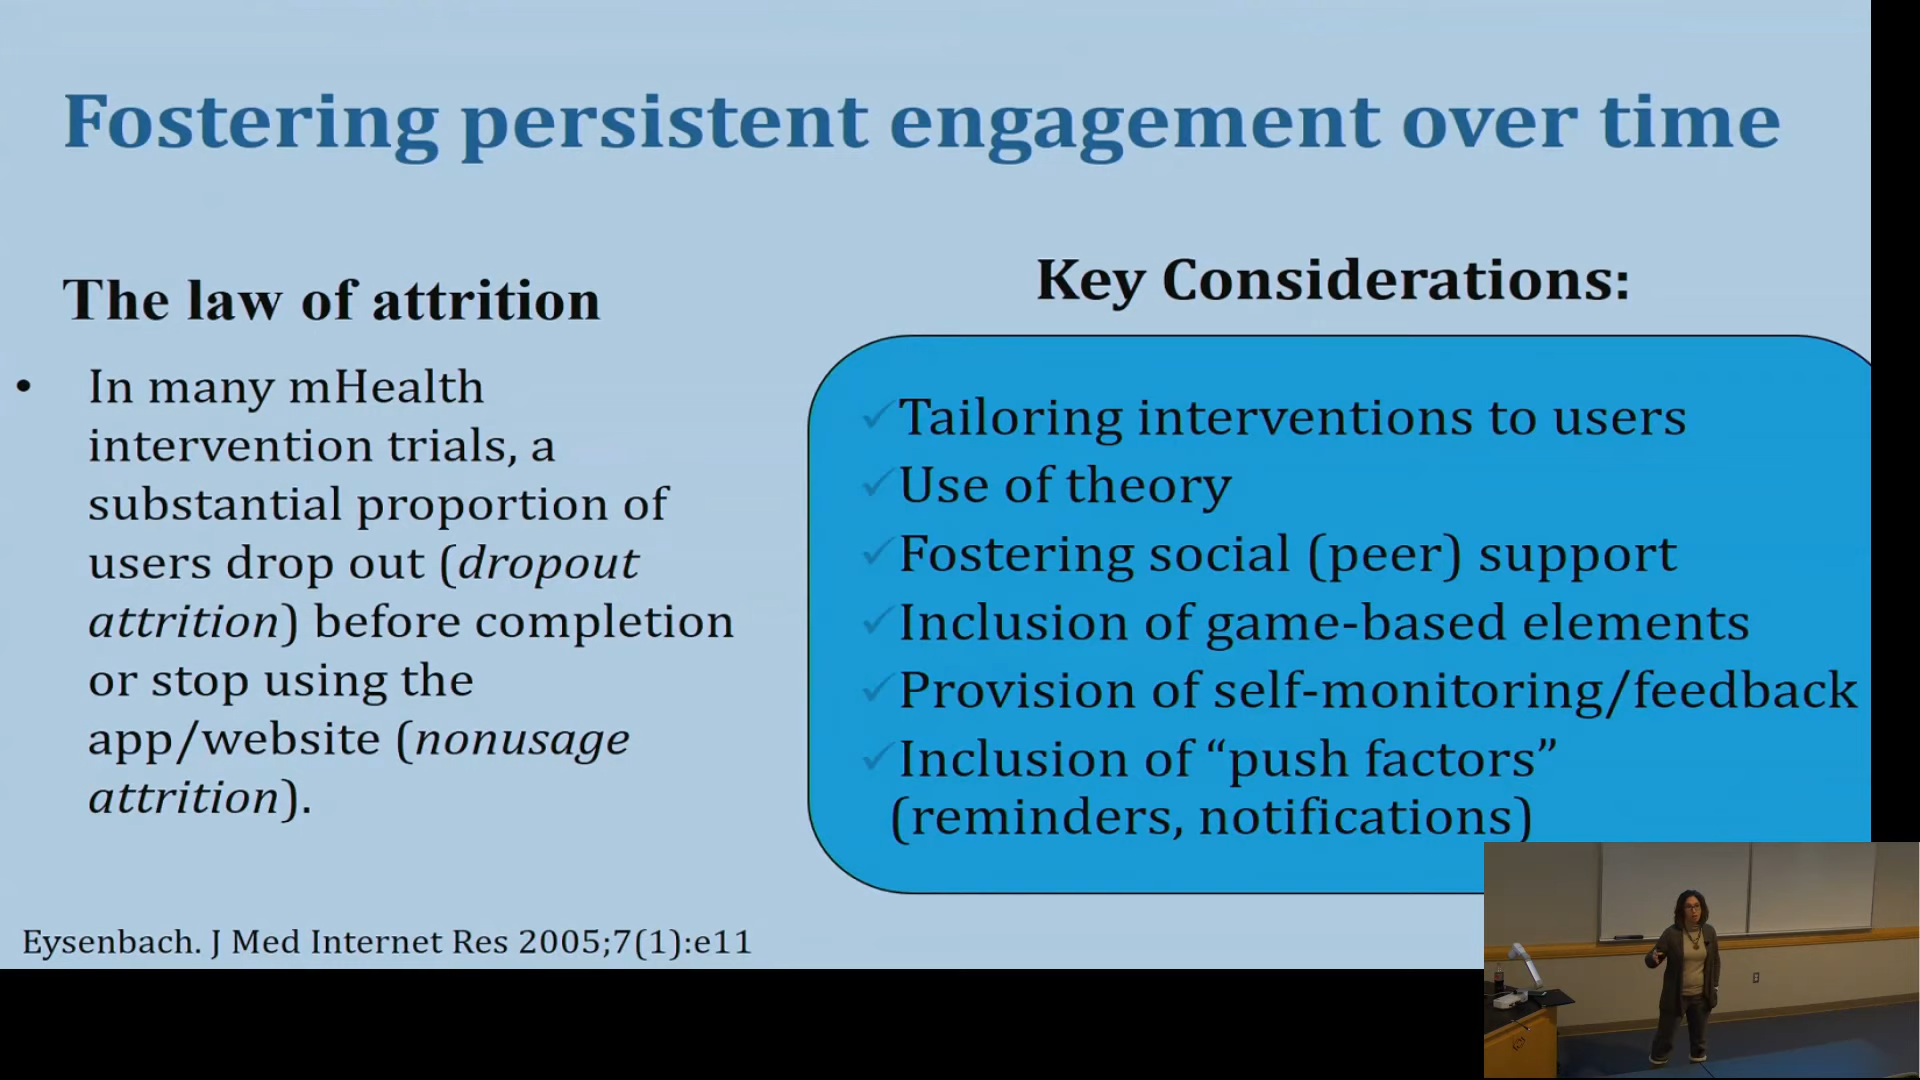 Fostering persistent engagement over time
The law of attrition
• In many mHealth
intervention trials, a
substantial proportion of
users drop out (dropout
attrition) before completion
or stop using the
app/website (nonusage
attrition).
Eysenbach. J Med Internet Res 2005;7(1):e11
Key Considerations:
✓Tailoring interventions to users
✓Use of theory
✓Fostering social (peer) support
✓Inclusion of game-based elements
✓Provision of self-monitoring/feedback
✓Inclusion of “push factors”
(reminders, notifications)